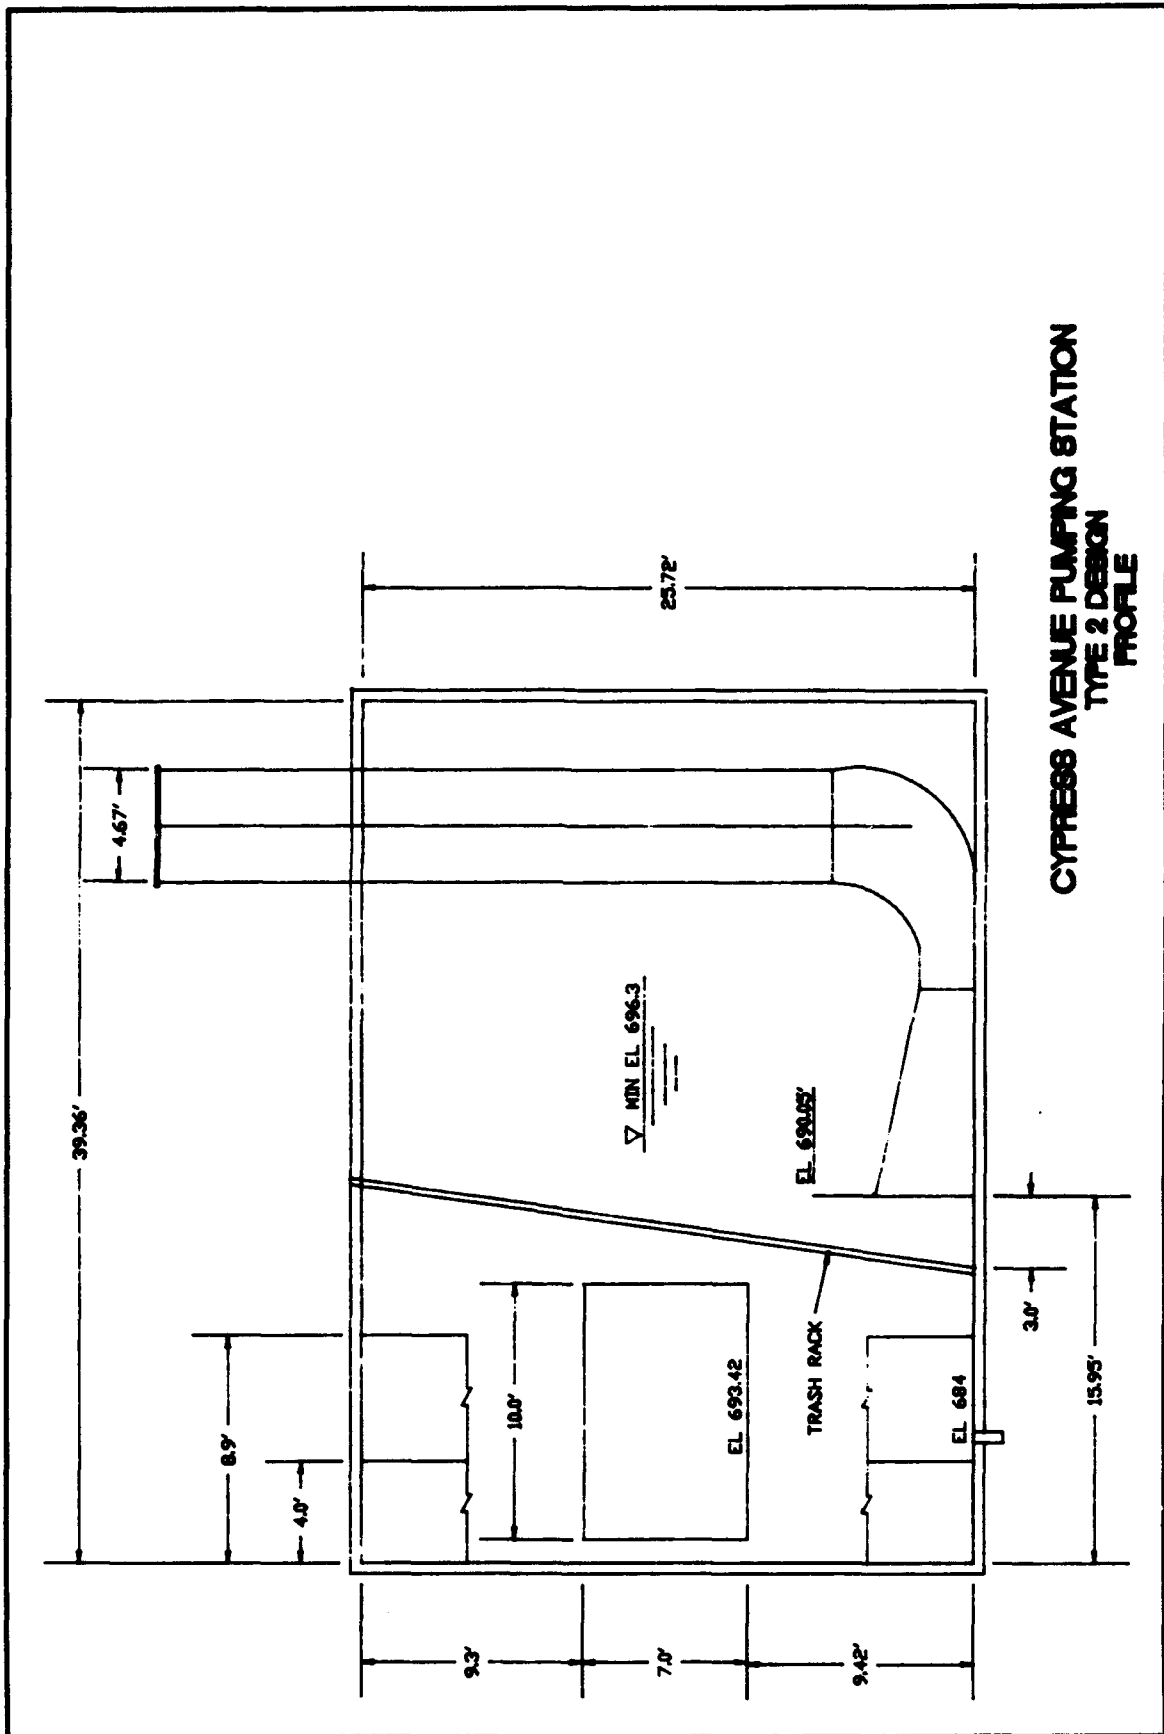 39.36'
4.67'
8.9'
4.0'
10.0'
25.72'
9.3'
7.0'
9.42'
▽ MIN EL 696.3
EL 690.05'
EL 693.42
TRASH RACK
EL 684
3.0'
15.95'
CYPRESS AVENUE PUMPING STATION
TYPE 2 DESIGN
PROFILE